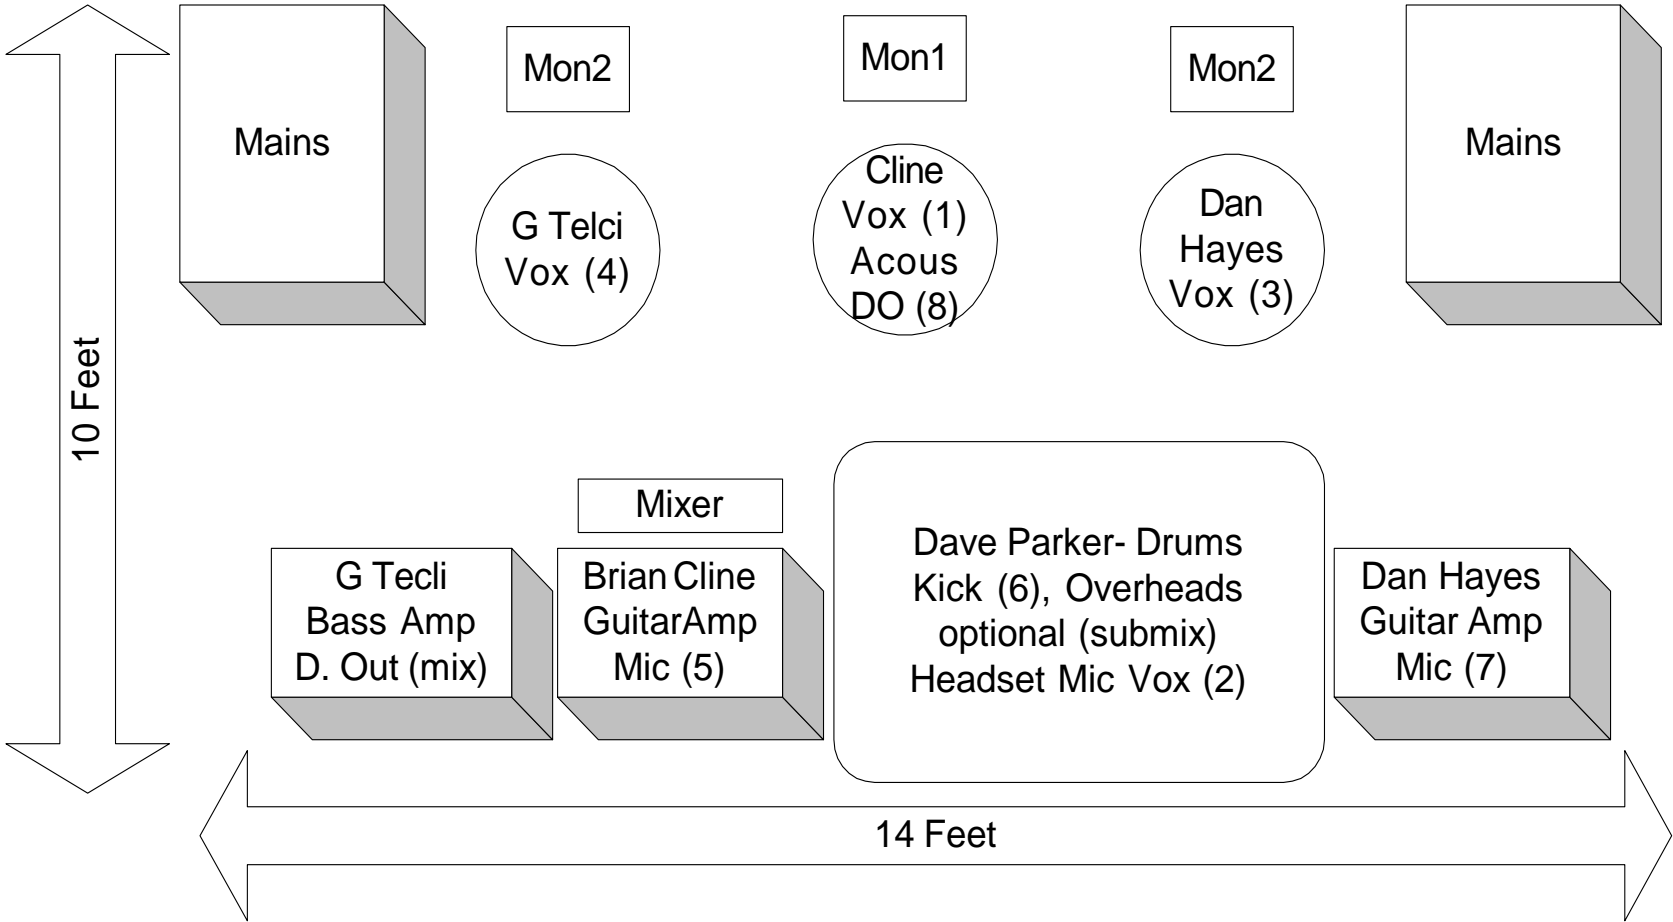 Mon2
Mon1
Mon2
Mains
Mains
G Telci
Vox (4)
Cline
Vox (1)
Acous
DO (8)
Dan
Hayes
Vox (3)
10 Feet
Mixer
G Tecli
Bass Amp
D. Out (mix)
Brian Cline
GuitarAmp
Mic (5)
Dave Parker- Drums
Kick (6), Overheads
optional (submix)
Headset Mic Vox (2)
Dan Hayes
Guitar Amp
Mic (7)
14 Feet